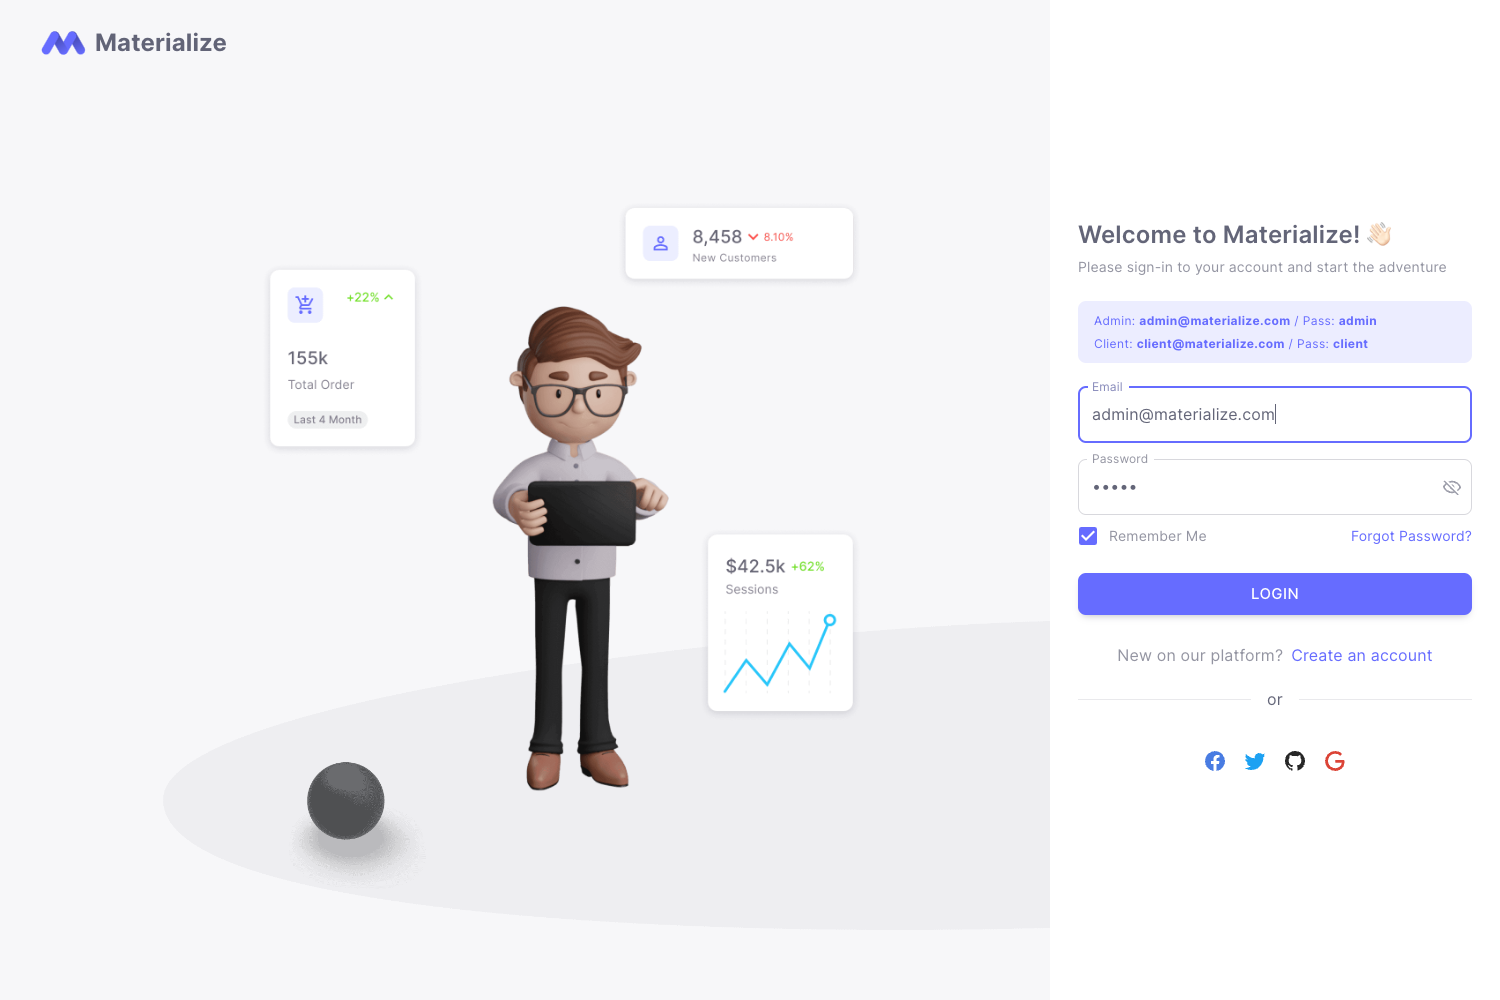 Materialize
8,458 8.10%
New Customers
+22%
155k
Total Order
Last 4 Month
$42.5k +62%
Sessions
Welcome to Materialize! 👋🏻
Please sign-in to your account and start the adventure
Admin: admin@materialize.com / Pass: admin
Client: client@materialize.com / Pass: client
Email
admin@materialize.com
Password
•••••
Remember Me
Forgot Password?
LOGIN
New on our platform? Create an account
or